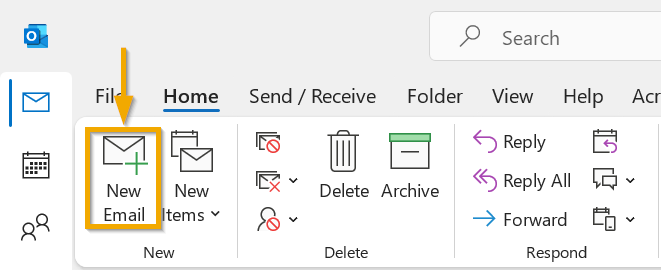 Search
File Home Send / Receive Folder View Help Acr
New Email
New Items
Delete
Archive
Reply
Reply All
Forward
New
Delete
Respond